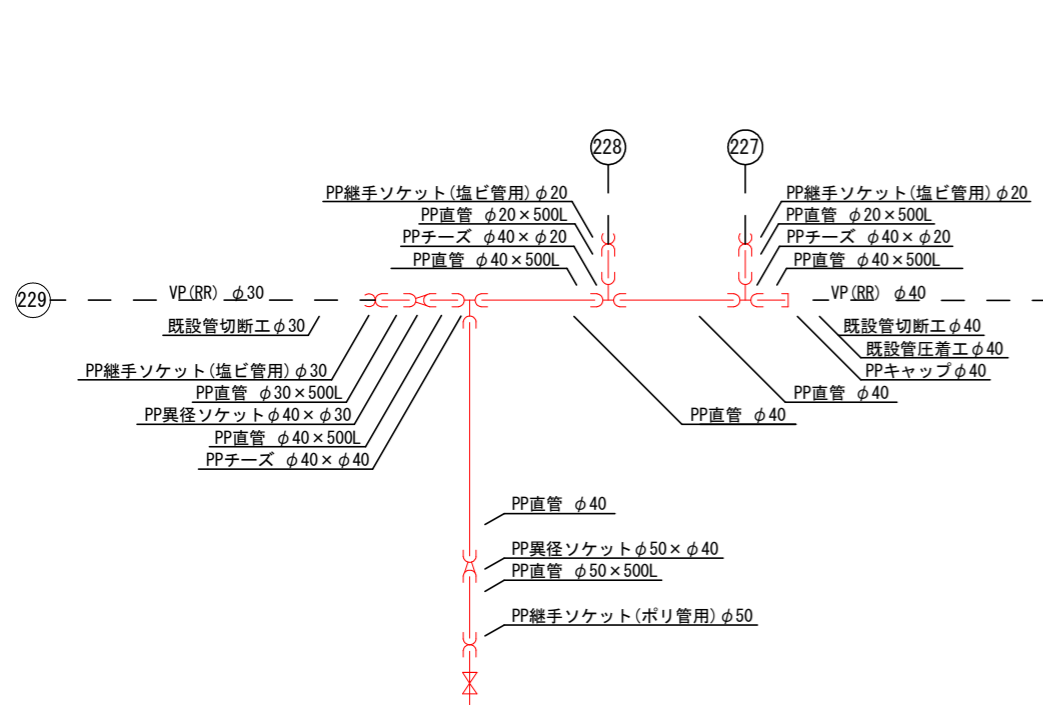 228
227
PP継手ソケット(塩ビ管用)φ20
PP直管 φ20×500L
PPチーズ φ40×φ20
PP直管 φ40×500L
PP継手ソケット(塩ビ管用)φ20
PP直管 φ20×500L
PPチーズ φ40×φ20
PP直管 φ40×500L
229
VP(RR) φ30
VP(RR) φ40
既設管切断工φ30
PP継手ソケット(塩ビ管用)φ30
PP直管 φ30×500L
PP異径ソケットφ40×φ30
PP直管 φ40×500L
PPチーズ φ40×φ40
既設管切断工φ40
既設管圧着工φ40
PPキャップφ40
PP直管 φ40
PP直管 φ40
PP直管 φ40
PP異径ソケットφ50×φ40
PP直管 φ50×500L
PP継手ソケット(ポリ管用)φ50